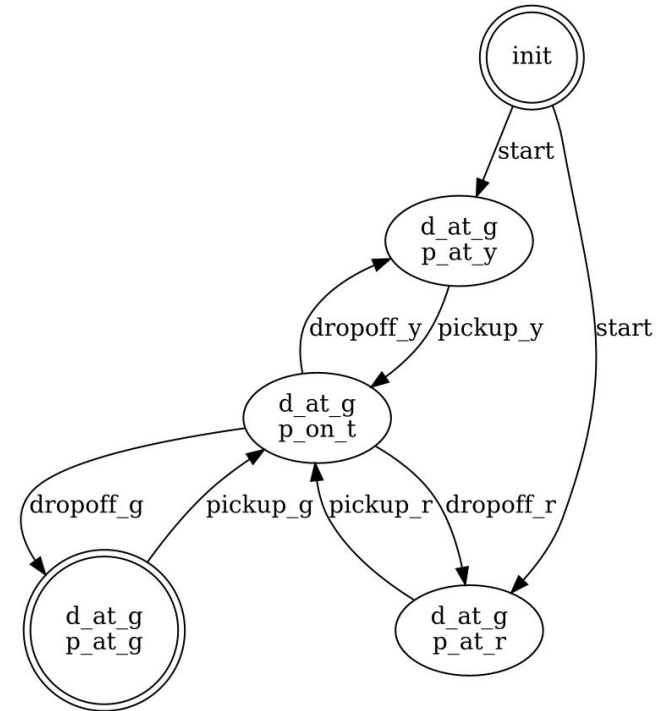 init
start
d_at_g
p_at_y
dropoff_y
pickup_y
start
d_at_g
p_on_t
dropoff_g
pickup_g
pickup_r
dropoff_r
d_at_g
p_at_g
d_at_g
p_at_r